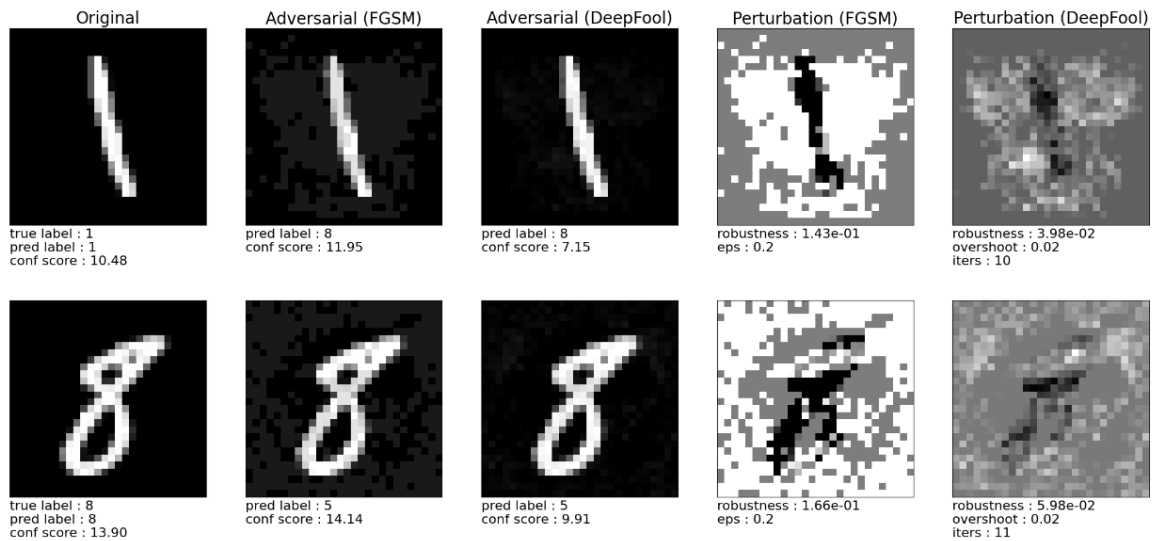 Original
Adversarial (FGSM)
Adversarial (DeepFool)
Perturbation (FGSM)
Perturbation (DeepFool)
true label : 1
pred label : 1
conf score : 10.48
pred label : 8
conf score : 11.95
pred label : 8
conf score : 7.15
robustness : 1.43e-01
eps : 0.2
robustness : 3.98e-02
overshoot : 0.02
iters : 10
true label : 8
pred label : 8
conf score : 13.90
pred label : 5
conf score : 14.14
pred label : 5
conf score : 9.91
robustness : 1.66e-01
eps : 0.2
robustness : 5.98e-02
overshoot : 0.02
iters : 11